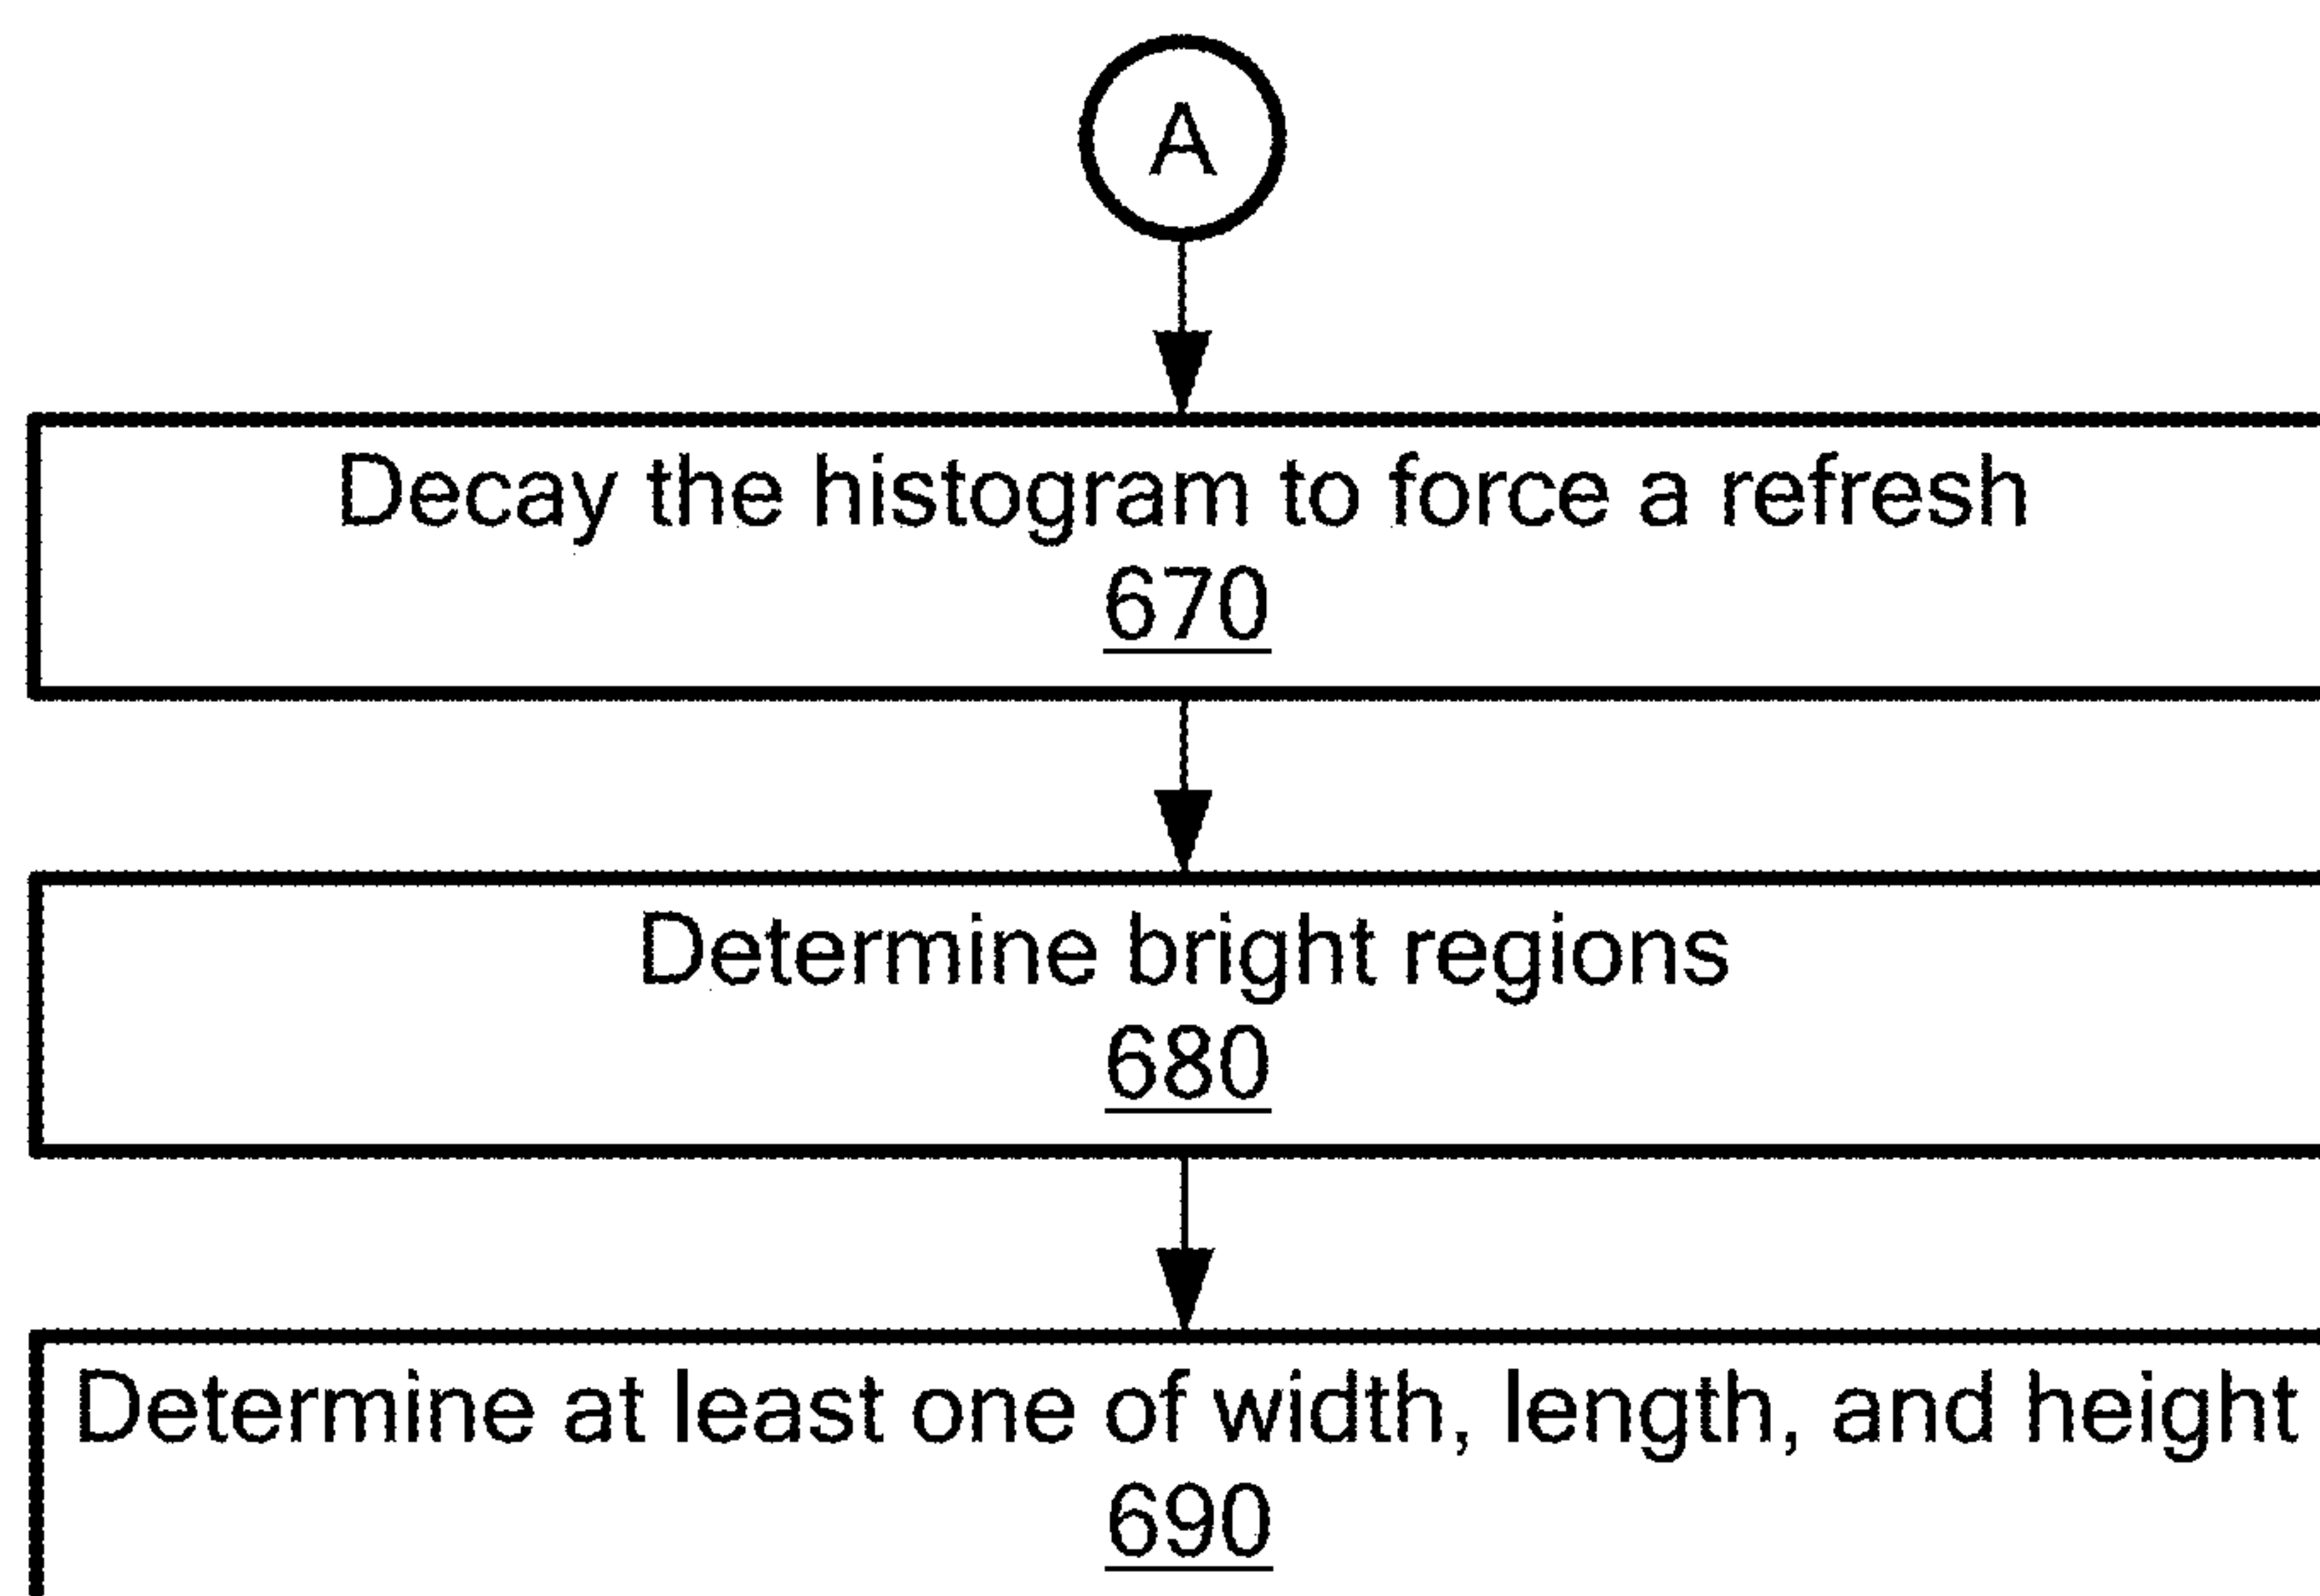 A
Decay the histogram to force a refresh
670
Determine bright regions
680
Determine at least one of width, length, and height
690